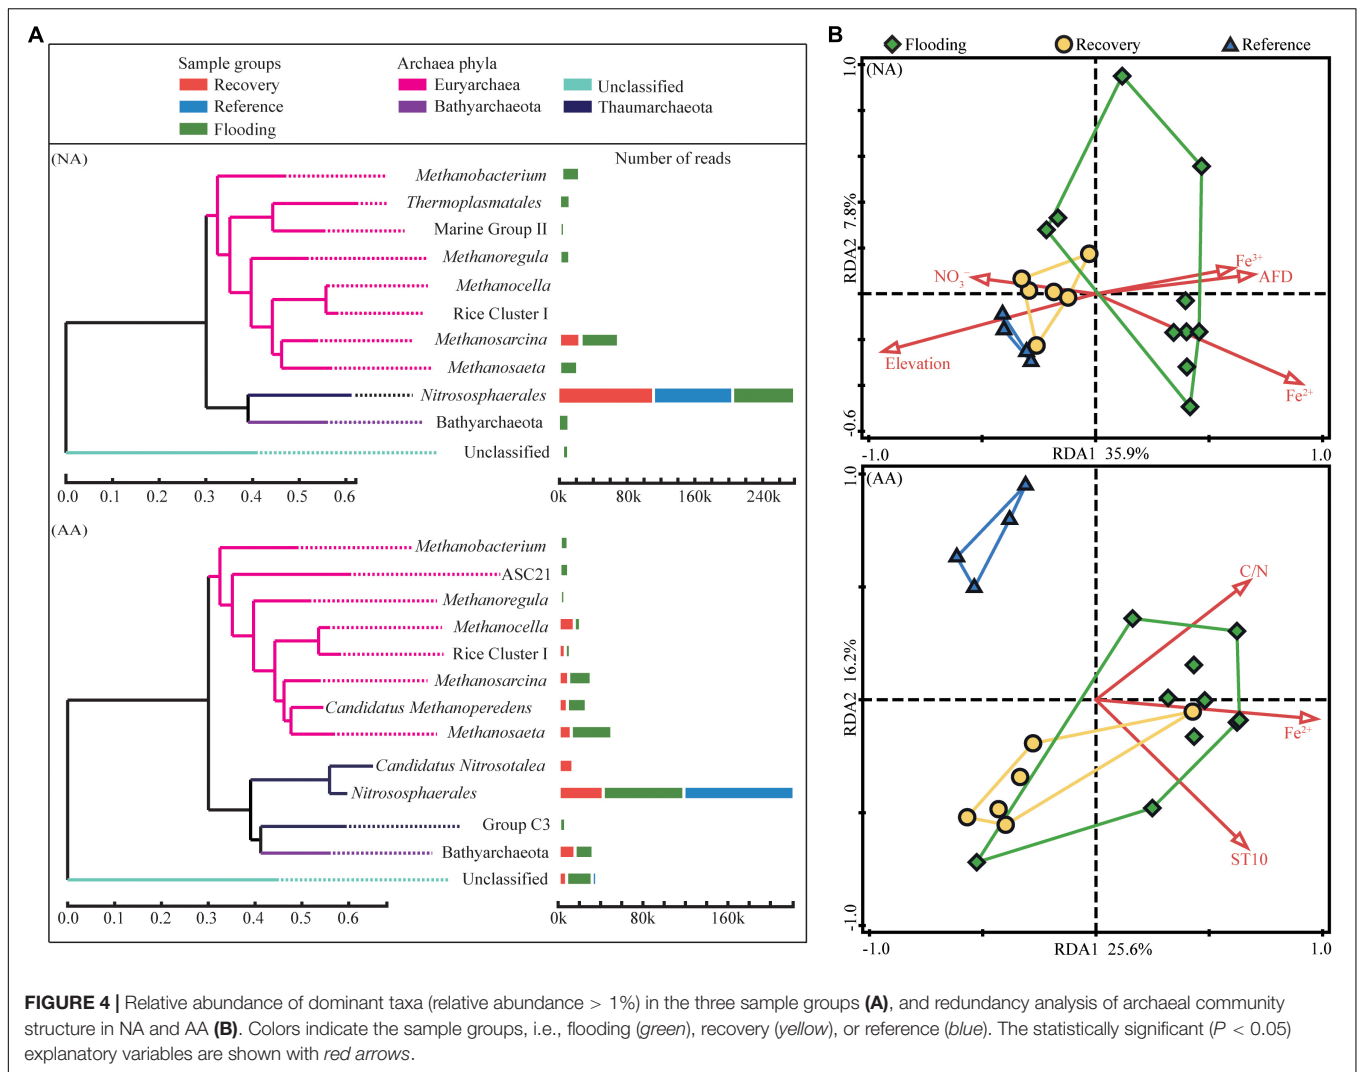 A
Sample groups
Recovery
Reference
Flooding
Archaea phyla
Euryarchaea
Bathyarchaeota
Unclassified
Thaumarchaeota
(NA)
Number of reads
Methanobacterium
Thermoplasmatales
Marine Group II
Methanoregula
Methanocella
Rice Cluster I
Methanosarcina
Methanosaeta
Nitrososphaerales
Bathyarchaeota
Unclassified
0.0 0.1 0.2 0.3 0.4 0.5 0.6
0k 80k 160k 240k
(AA)
Methanobacterium
ASC21
Methanoregula
Methanocella
Rice Cluster I
Methanosarcina
Candidatus Methanoperedens
Methanosaeta
Candidatus Nitrosotalea
Nitrososphaerales
Group C3
Bathyarchaeota
Unclassified
0.0 0.1 0.2 0.3 0.4 0.5 0.6
0k 80k 160k
B
Flooding Recovery Reference
(NA)
1.0
RDA2 7.8%
-0.6
NO₃⁻
Fe³⁺
AFD
Elevation
Fe²⁺
-1.0 RDA1 35.9% 1.0
(AA)
1.0
RDA2 16.2%
-1.0
C/N
Fe²⁺
ST10
-1.0 RDA1 25.6% 1.0
FIGURE 4 | Relative abundance of dominant taxa (relative abundance > 1%) in the three sample groups (A), and redundancy analysis of archaeal community
structure in NA and AA (B). Colors indicate the sample groups, i.e., flooding (green), recovery (yellow), or reference (blue). The statistically significant (P < 0.05)
explanatory variables are shown with red arrows.